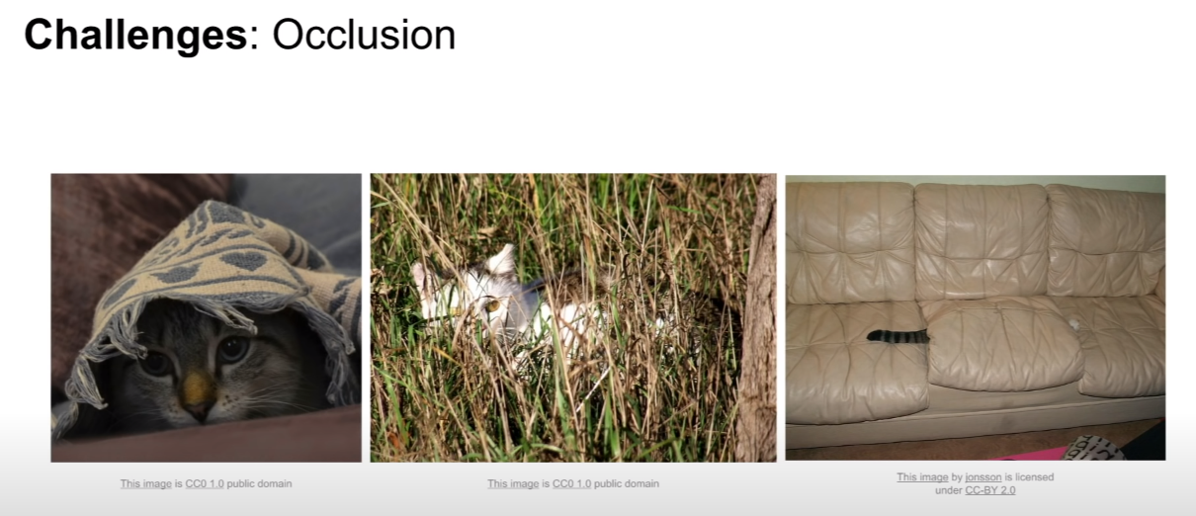 Challenges: Occlusion
This image is CC0 1.0 public domain
This image is CC0 1.0 public domain
This image by jonsson is licensed
under CC-BY 2.0